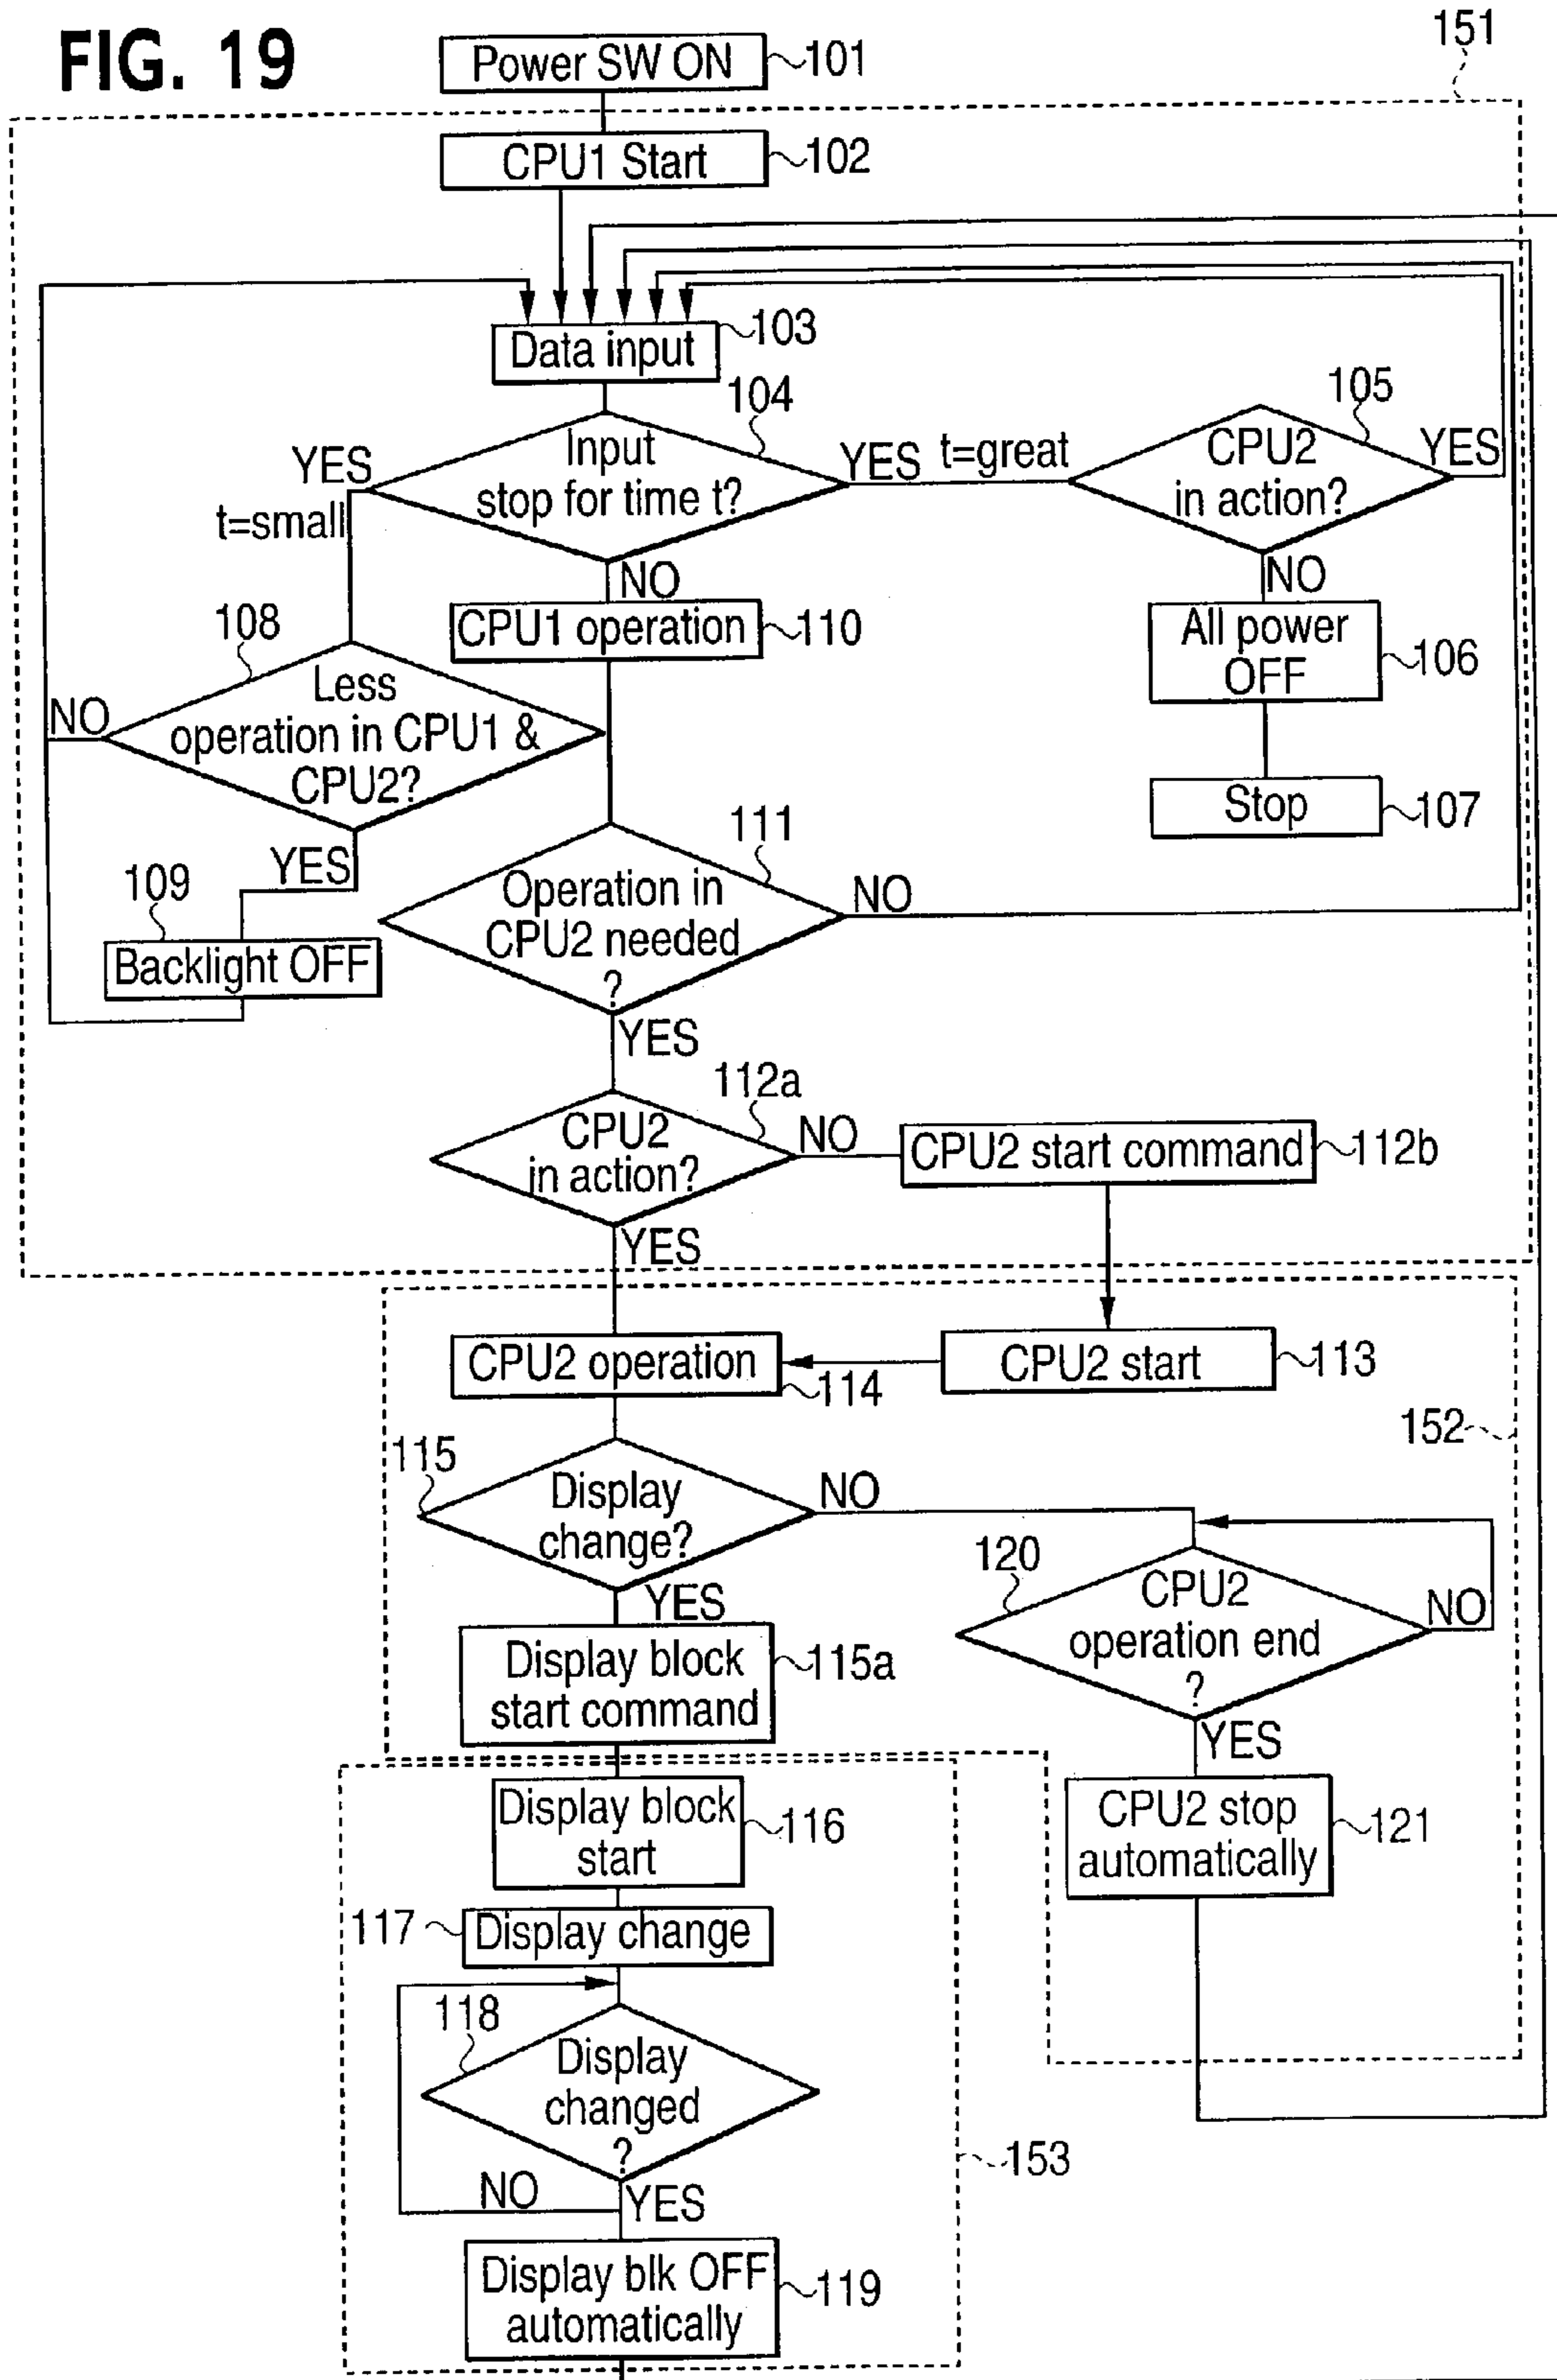 FIG. 19
151
Power SW ON
101
CPU1 Start
102
Data input
103
104
Input
stop for time t?
YES
t=small
YES t=great
105
CPU2
in action?
YES
NO
NO
CPU1 operation
110
All power
OFF
106
108
Less
operation in CPU1 &
CPU2?
NO
YES
Stop
107
109
Backlight OFF
111
Operation in
CPU2 needed
?
NO
YES
112a
CPU2
in action?
NO
CPU2 start command
112b
YES
CPU2 operation
114
CPU2 start
113
152
115
Display
change?
NO
YES
120
CPU2
operation end
?
NO
YES
Display block
start command
115a
Display block
start
116
CPU2 stop
automatically
121
117
Display change
118
Display
changed
?
NO
YES
153
Display blk OFF
automatically
119